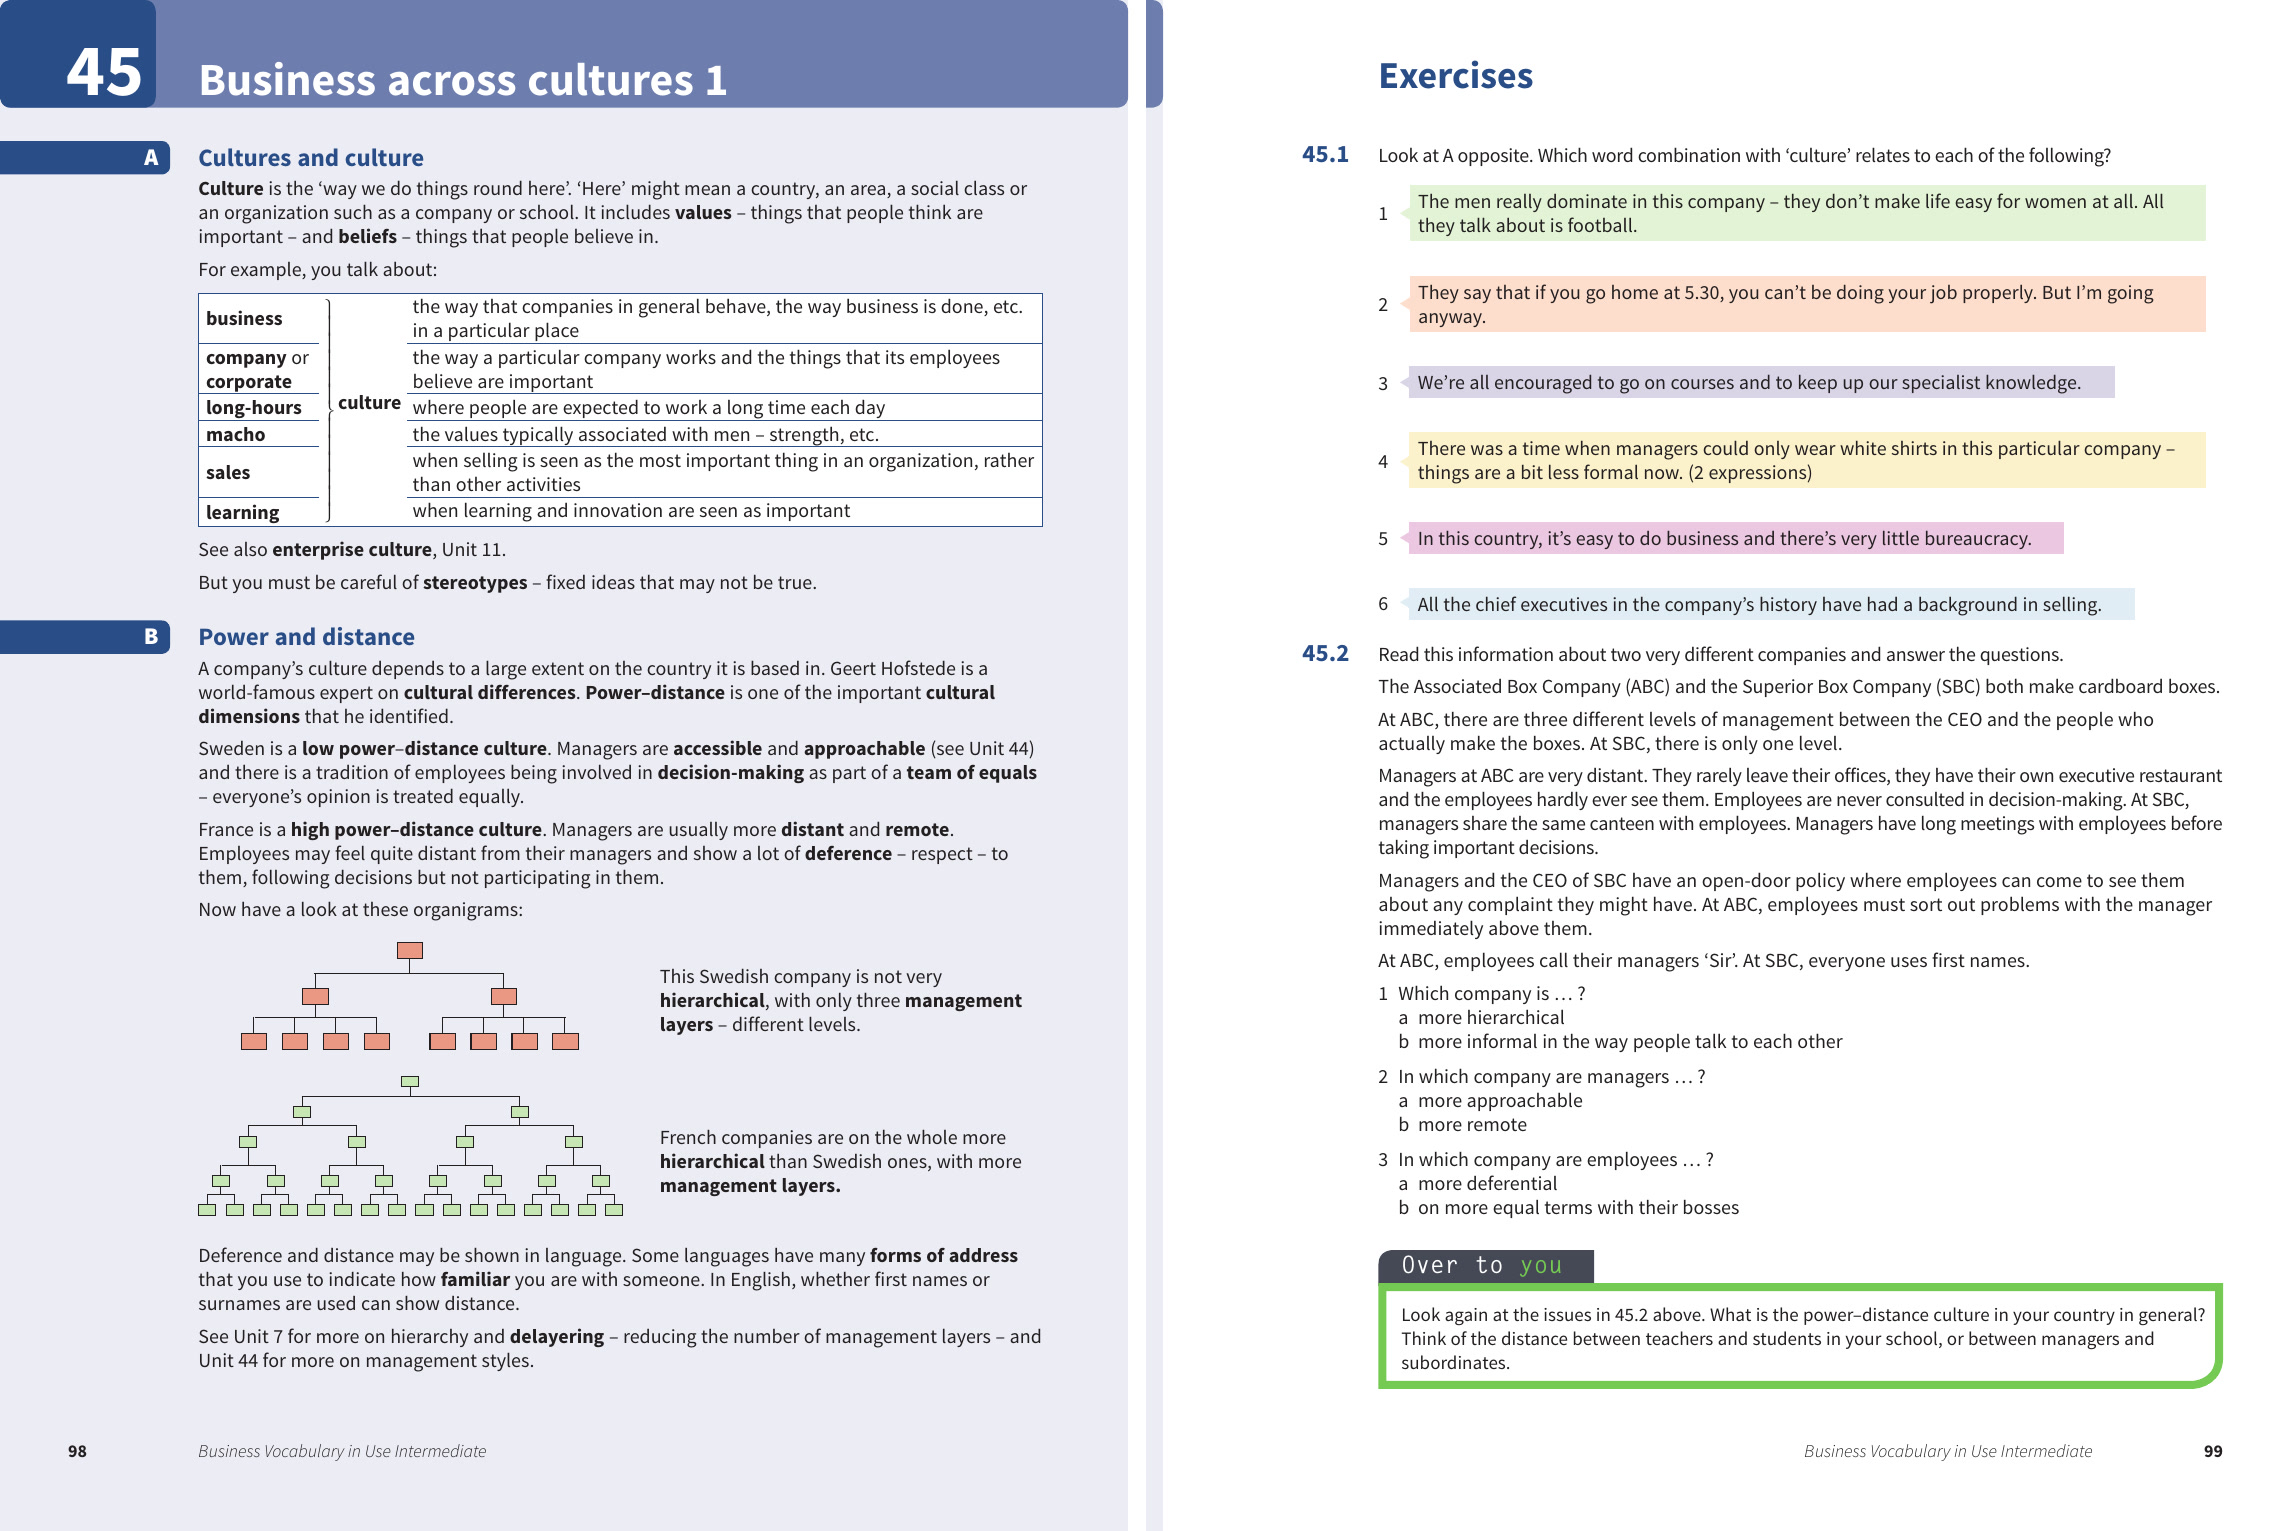 45
Business across cultures 1
A
Cultures and culture
Culture is the ‘way we do things round here’. ‘Here’ might mean a country, an area, a social class or
an organization such as a company or school. It includes values – things that people think are
important – and beliefs – things that people believe in.
For example, you talk about:
business
the way that companies in general behave, the way business is done, etc.
in a particular place
company or
corporate
the way a particular company works and the things that its employees
believe are important
long-hours
culture
where people are expected to work a long time each day
macho
the values typically associated with men – strength, etc.
sales
when selling is seen as the most important thing in an organization, rather
than other activities
learning
when learning and innovation are seen as important
See also enterprise culture, Unit 11.
But you must be careful of stereotypes – fixed ideas that may not be true.
B
Power and distance
A company’s culture depends to a large extent on the country it is based in. Geert Hofstede is a
world-famous expert on cultural differences. Power–distance is one of the important cultural
dimensions that he identified.
Sweden is a low power–distance culture. Managers are accessible and approachable (see Unit 44)
and there is a tradition of employees being involved in decision-making as part of a team of equals
– everyone’s opinion is treated equally.
France is a high power–distance culture. Managers are usually more distant and remote.
Employees may feel quite distant from their managers and show a lot of deference – respect – to
them, following decisions but not participating in them.
Now have a look at these organigrams:
This Swedish company is not very
hierarchical, with only three management
layers – different levels.
French companies are on the whole more
hierarchical than Swedish ones, with more
management layers.
Deference and distance may be shown in language. Some languages have many forms of address
that you use to indicate how familiar you are with someone. In English, whether first names or
surnames are used can show distance.
See Unit 7 for more on hierarchy and delayering – reducing the number of management layers – and
Unit 44 for more on management styles.
98
Business Vocabulary in Use Intermediate
Exercises
45.1 Look at A opposite. Which word combination with ‘culture’ relates to each of the following?
1 The men really dominate in this company – they don’t make life easy for women at all. All
they talk about is football.
2 They say that if you go home at 5.30, you can’t be doing your job properly. But I’m going
anyway.
3 We’re all encouraged to go on courses and to keep up our specialist knowledge.
4 There was a time when managers could only wear white shirts in this particular company –
things are a bit less formal now. (2 expressions)
5 In this country, it’s easy to do business and there’s very little bureaucracy.
6 All the chief executives in the company’s history have had a background in selling.
45.2 Read this information about two very different companies and answer the questions.
The Associated Box Company (ABC) and the Superior Box Company (SBC) both make cardboard boxes.
At ABC, there are three different levels of management between the CEO and the people who
actually make the boxes. At SBC, there is only one level.
Managers at ABC are very distant. They rarely leave their offices, they have their own executive restaurant
and the employees hardly ever see them. Employees are never consulted in decision-making. At SBC,
managers share the same canteen with employees. Managers have long meetings with employees before
taking important decisions.
Managers and the CEO of SBC have an open-door policy where employees can come to see them
about any complaint they might have. At ABC, employees must sort out problems with the manager
immediately above them.
At ABC, employees call their managers ‘Sir’. At SBC, everyone uses first names.
1 Which company is … ?
a more hierarchical
b more informal in the way people talk to each other
2 In which company are managers … ?
a more approachable
b more remote
3 In which company are employees … ?
a more deferential
b on more equal terms with their bosses
Over to you
Look again at the issues in 45.2 above. What is the power–distance culture in your country in general?
Think of the distance between teachers and students in your school, or between managers and
subordinates.
Business Vocabulary in Use Intermediate
99